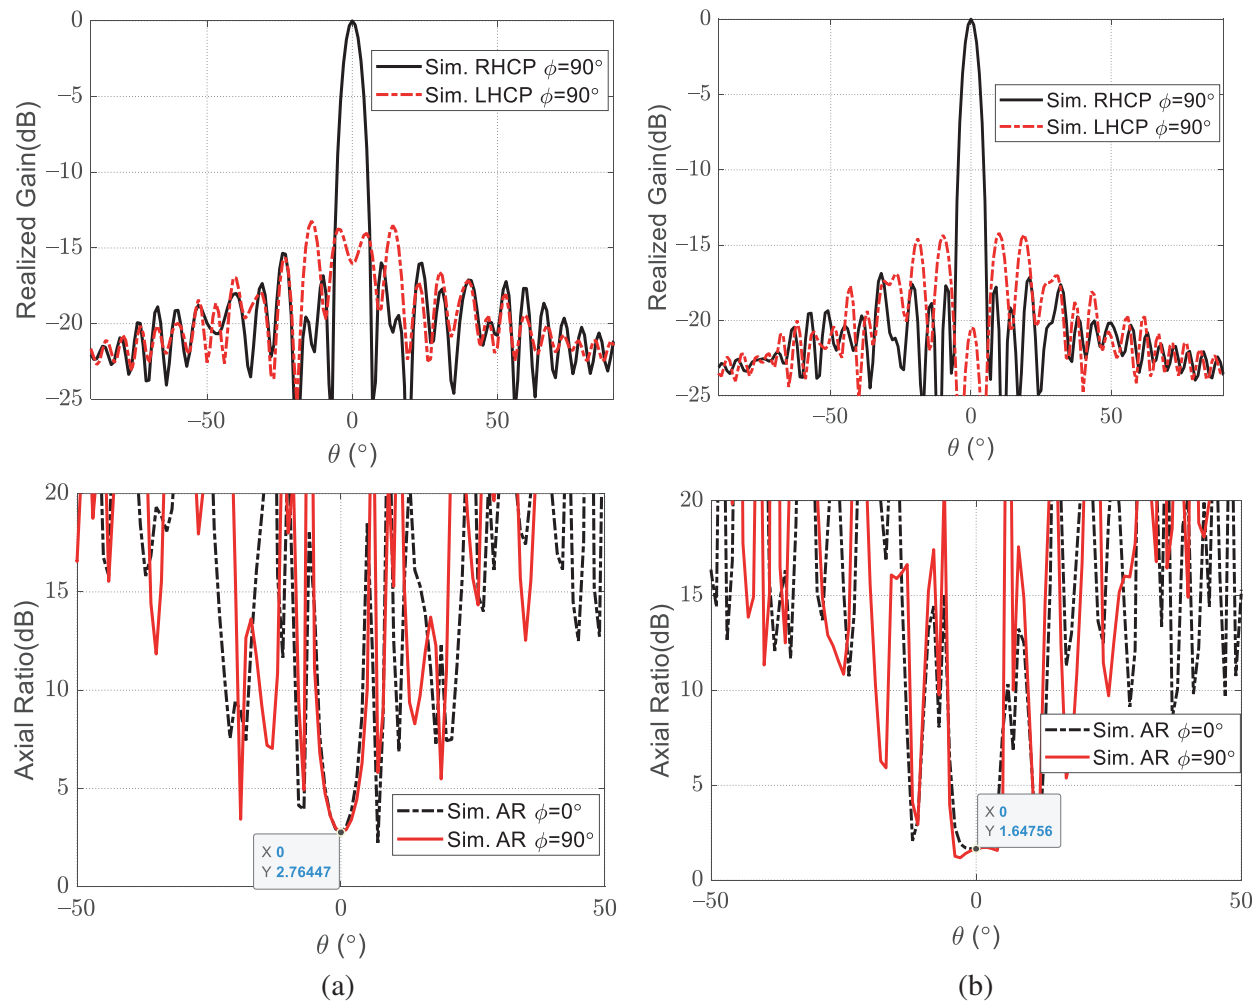 0
−5
−10
−15
−20
−25
−50
0
50
θ (°)
Realized Gain(dB)
Sim. RHCP ϕ=90°
Sim. LHCP ϕ=90°
0
−5
−10
−15
−20
−25
−50
0
50
θ (°)
Realized Gain(dB)
Sim. RHCP ϕ=90°
Sim. LHCP ϕ=90°
20
15
10
5
0
−50
0
50
θ (°)
Axial Ratio(dB)
Sim. AR ϕ=0°
Sim. AR ϕ=90°
X 0
Y 2.76447
(a)
20
15
10
5
0
−50
0
50
θ (°)
Axial Ratio(dB)
Sim. AR ϕ=0°
Sim. AR ϕ=90°
X 0
Y 1.64756
(b)